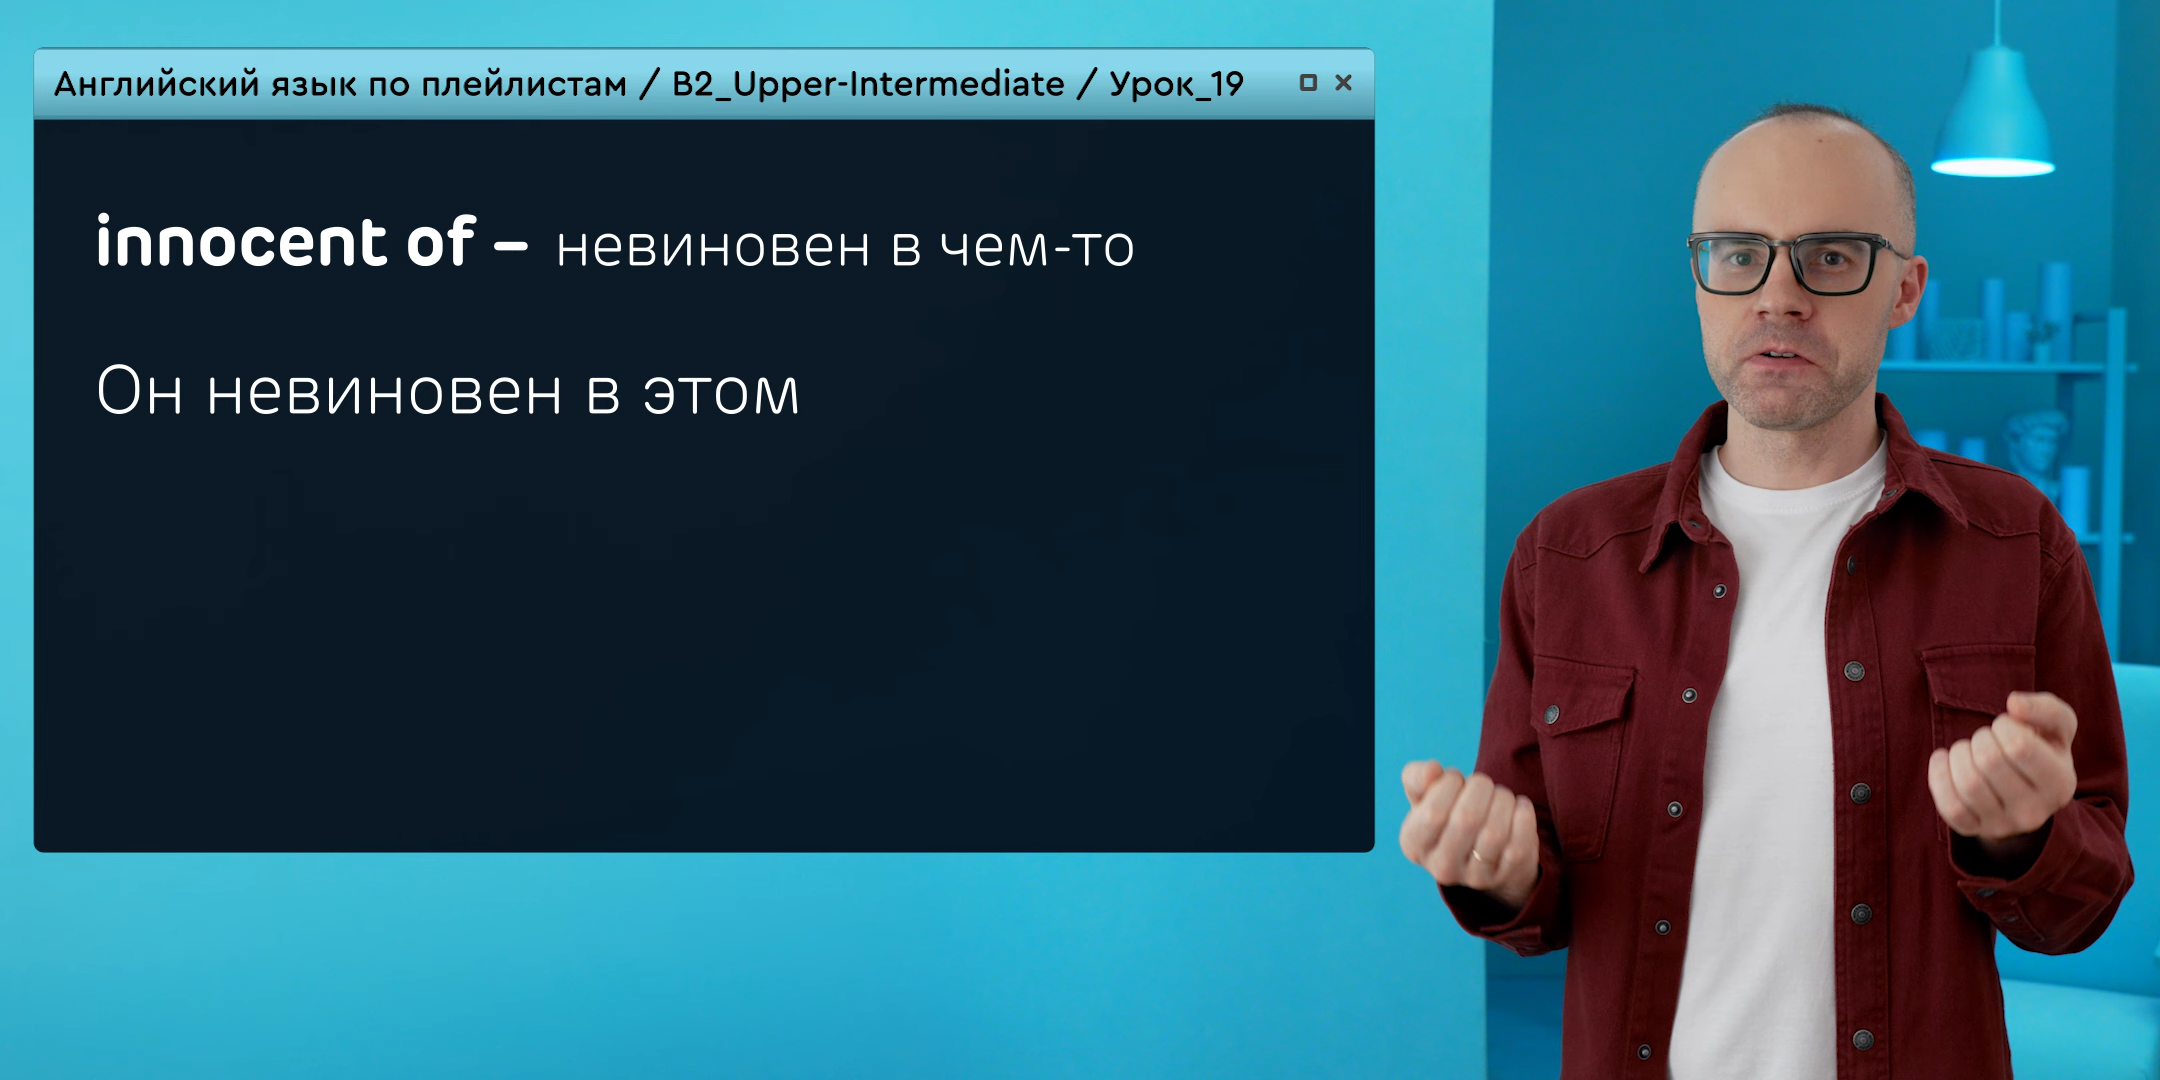 Английский язык по плейлистам / B2_Upper-Intermediate / Урок_19
innocent of – невиновен в чем-то
Он невиновен в этом